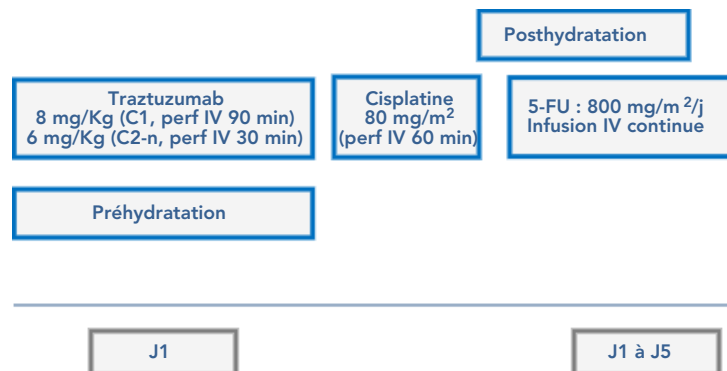 Posthydratation
Traztuzumab
8 mg/Kg (C1, perf IV 90 min)
6 mg/Kg (C2-n, perf IV 30 min)
Cisplatine
80 mg/m²
(perf IV 60 min)
5-FU : 800 mg/m ²/j
Infusion IV continue
Préhydratation
J1
J1 à J5